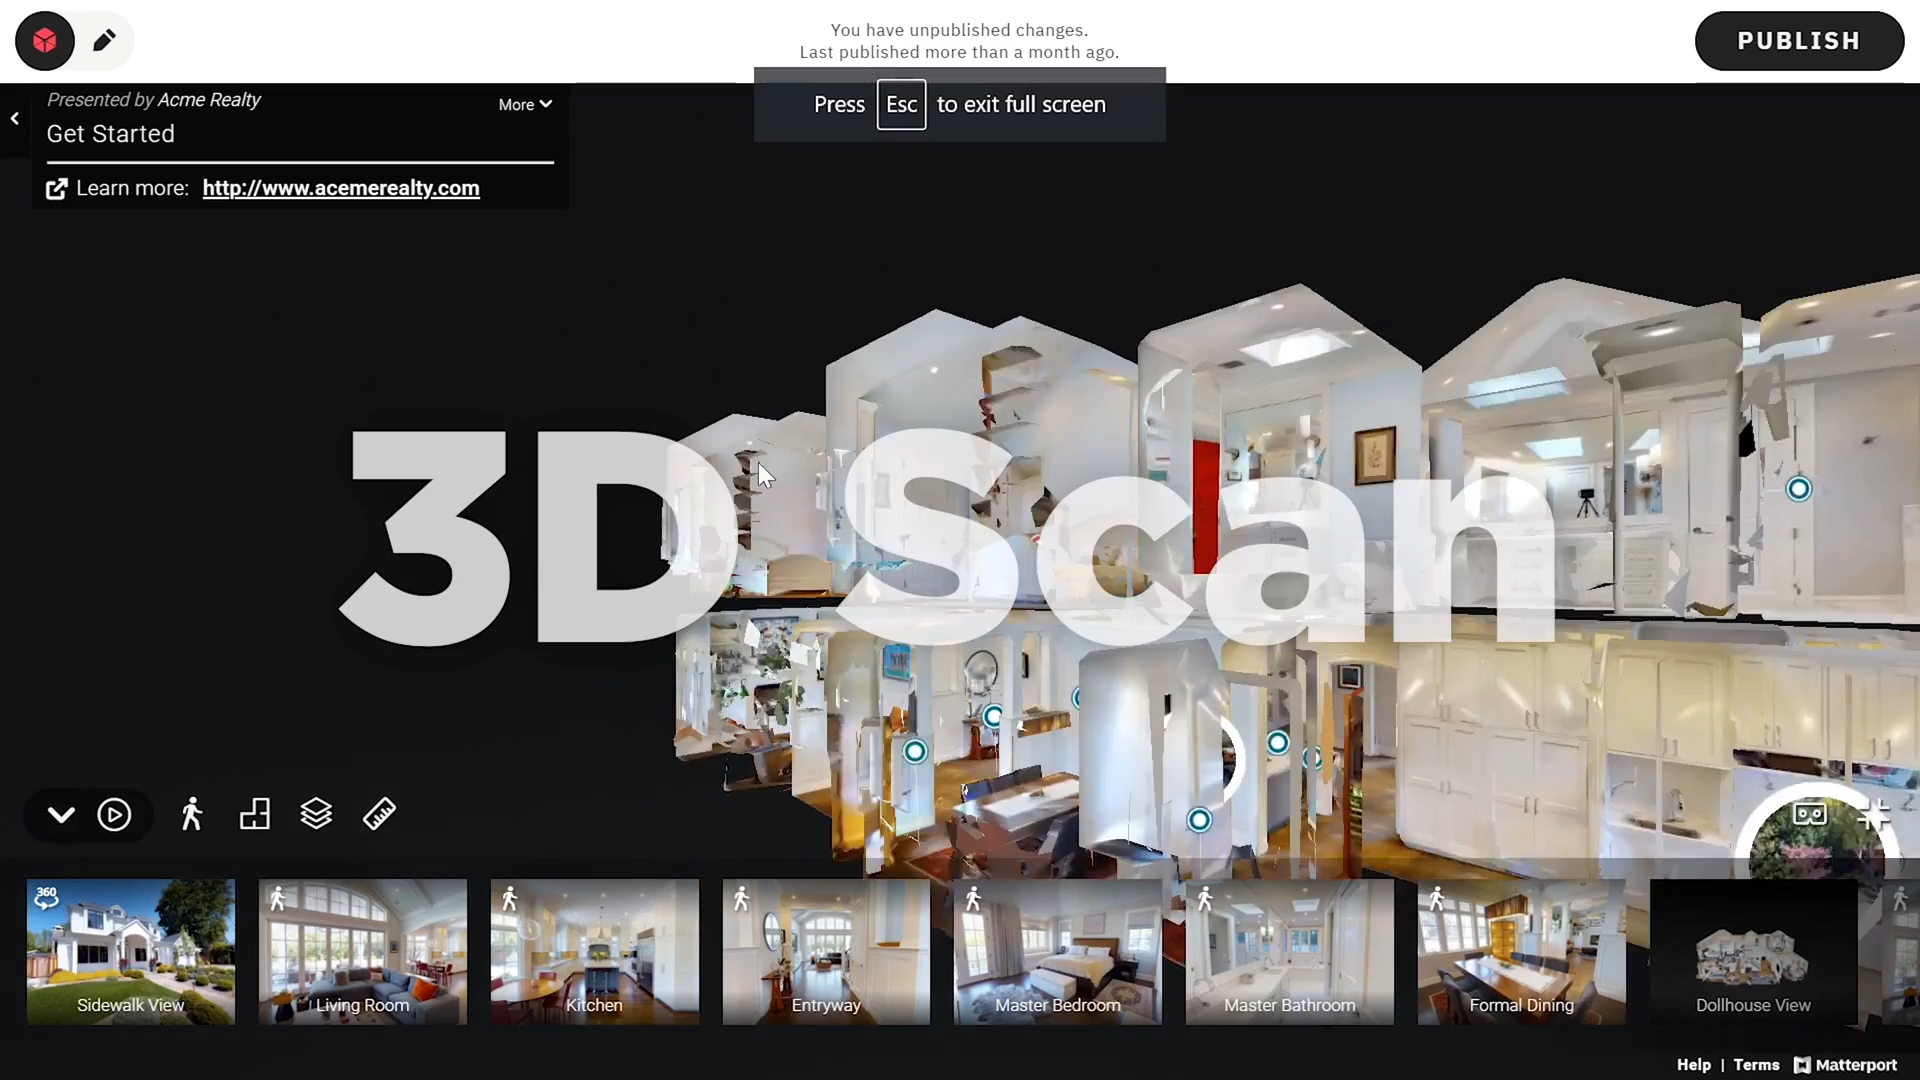 You have unpublished changes.
Last published more than a month ago.
PUBLISH
Press Esc to exit full screen
Presented by Acme Realty
More
Get Started
Learn more: http://www.acemerealty.com
3D Scan
360
Sidewalk View
Living Room
Kitchen
Entryway
Master Bedroom
Master Bathroom
Formal Dining
Dollhouse View
Help | Terms Matterport